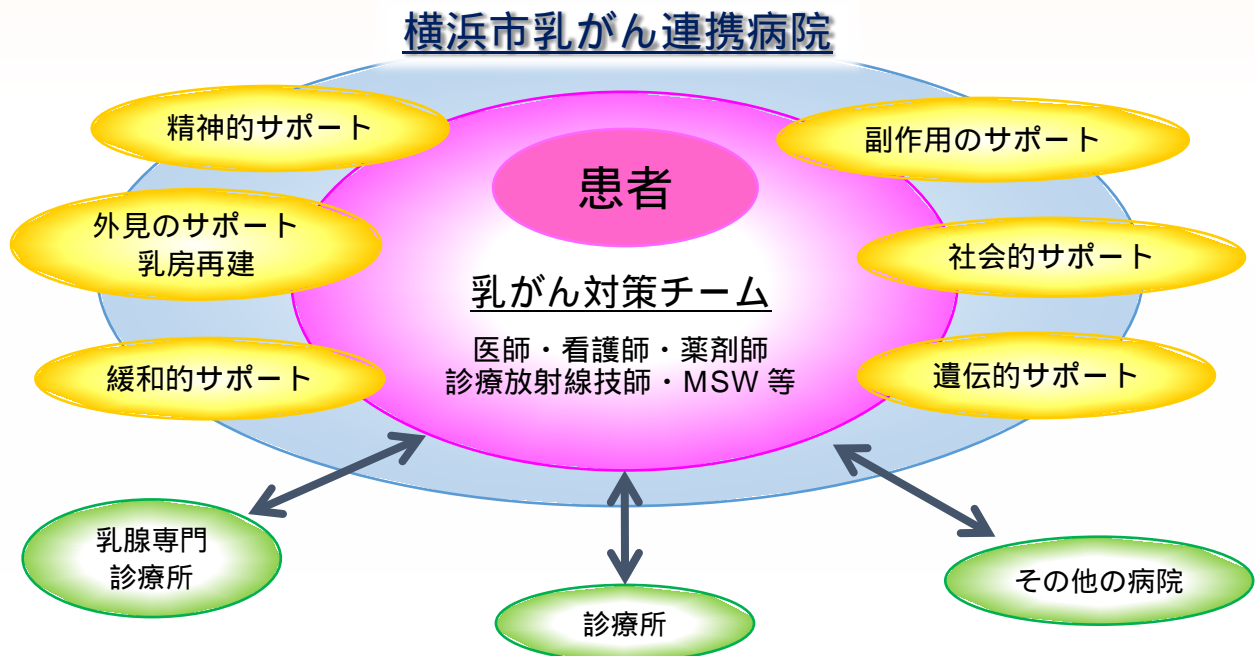 横浜市乳がん連携病院
精神的サポート
副作用のサポート
患者
外見のサポート
乳房再建
社会的サポート
乳がん対策チーム
医師・看護師・薬剤師
診療放射線技師・MSW 等
緩和的サポート
遺伝的サポート
乳腺専門
診療所
診療所
その他の病院